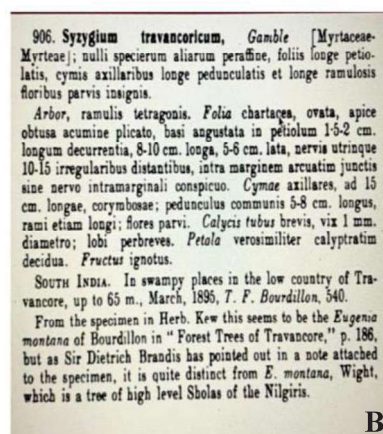 906. Syzygium travancoricum, Gamble [Myrtaceae-
Myrteae]; nulli specierum aliarum peraffine, foliis longe petio-
latis, cymis axillaribus longe pedunculatis et longe ramulosis
floribus parvis insignis.
Arbor, ramulis tetragonis. Folia chartacea, ovata, apice
obtusa acumine plicato, basi angustata in petiolum 1·5-2 cm.
longum decurrentia, 8-10 cm. longa, 5-6 cm. lata, nervis utrinque
10-15 irregularibus distantibus, intra marginem arcuatim junctis
sine nervo intramarginali conspicuo. Cymae axillares, ad 15
cm. longae, corymbosae; pedunculus communis 5-8 cm. longus,
rami etiam longi; flores parvi. Calycis tubus brevis, vix 1 mm.
diametro; lobi perbreves. Petala verosimiliter calyptratim
decidua. Fructus ignotus.
South India. In swampy places in the low country of Tra-
vancore, up to 65 m., March, 1895, T. F. Bourdillon, 540.
From the specimen in Herb. Kew this seems to be the Eugenia
montana of Bourdillon in " Forest Trees of Travancore," p. 186,
but as Sir Dietrich Brandis has pointed out in a note attached
to the specimen, it is quite distinct from E. montana, Wight,
which is a tree of high level Sholas of the Nilgiris.
B